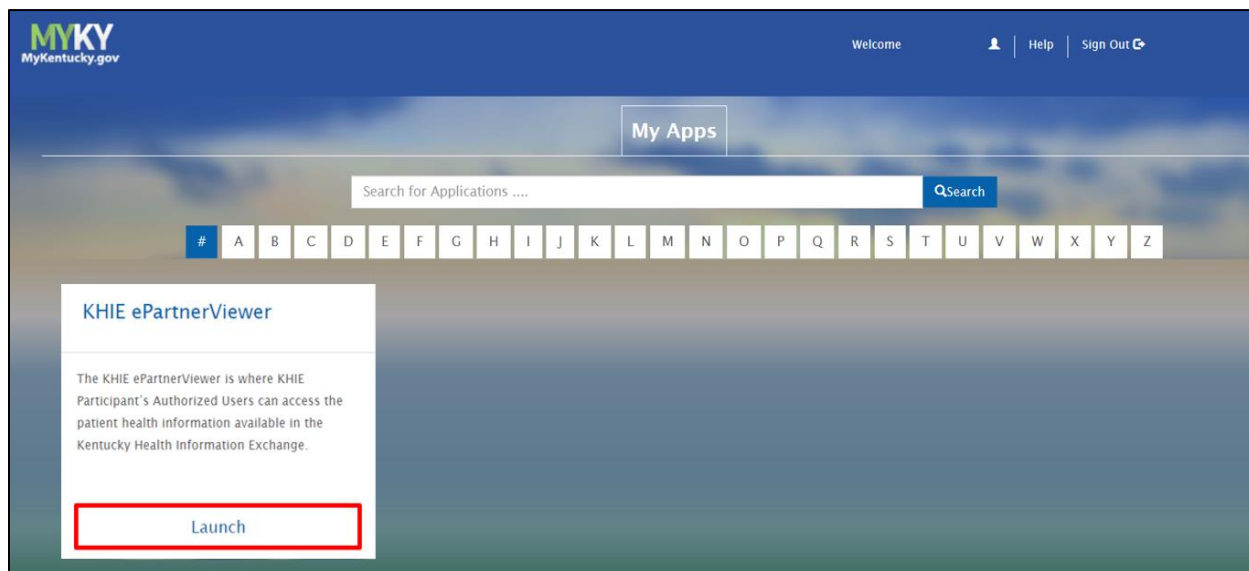 MYKY
MyKentucky.gov
Welcome Help Sign Out
My Apps
Search for Applications .... Search
# A B C D E F G H I J K L M N O P Q R S T U V W X Y Z
KHIE ePartnerViewer
The KHIE ePartnerViewer is where KHIE
Participant's Authorized Users can access the
patient health information available in the
Kentucky Health Information Exchange.
Launch